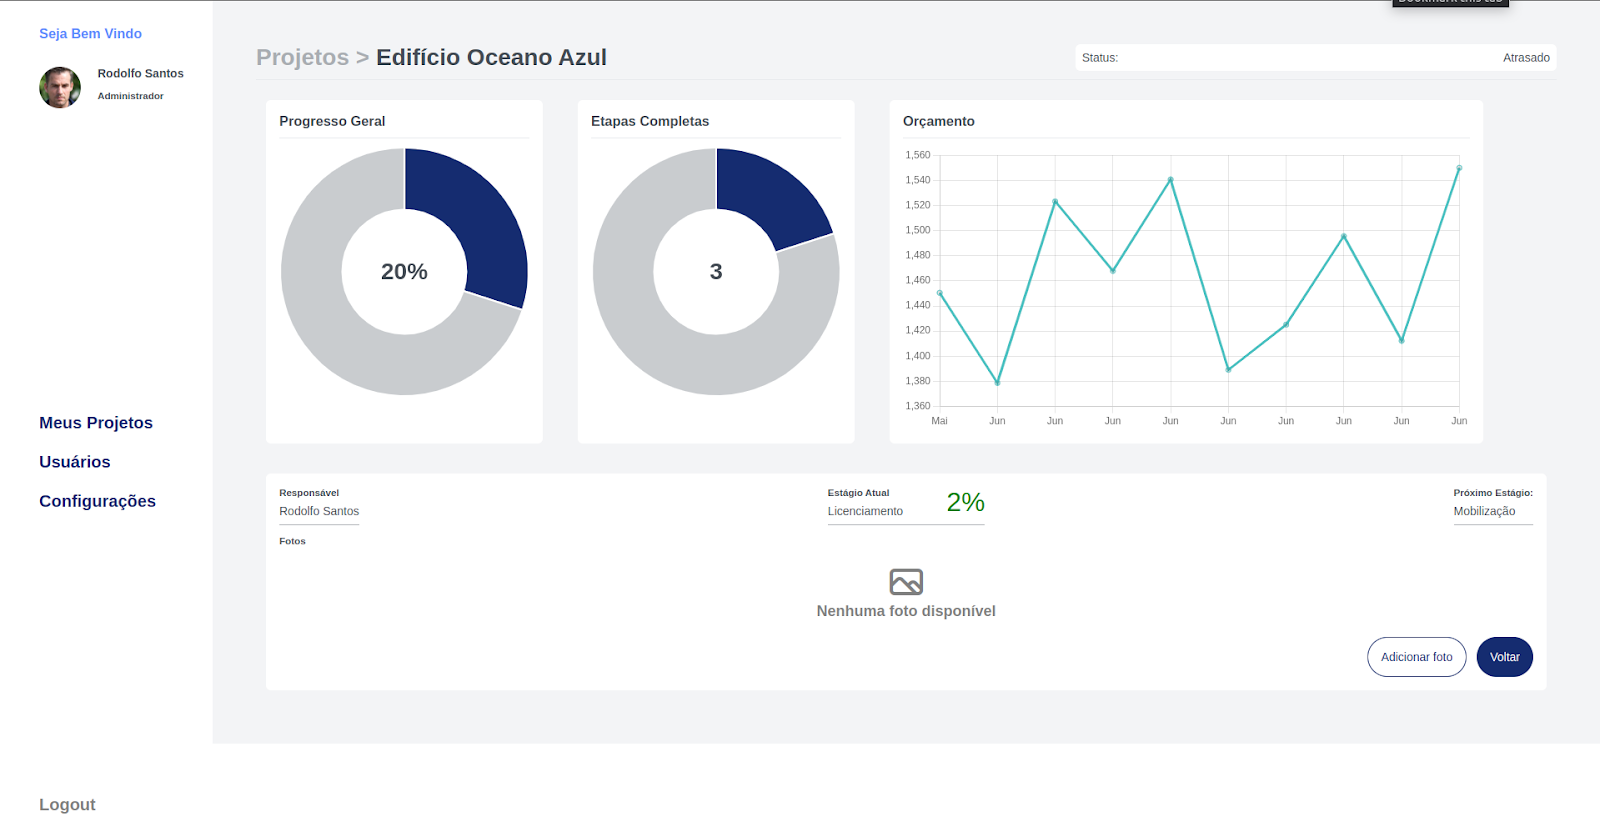 Seja Bem Vindo
Rodolfo Santos
Administrador
Meus Projetos
Usuários
Configurações
Logout
Projetos > Edifício Oceano Azul
Status: Atrasado
Progresso Geral
20%
Etapas Completas
3
Orçamento
1,560
1,540
1,520
1,500
1,480
1,460
1,440
1,420
1,400
1,380
1,360
Mai Jun Jun Jun Jun Jun Jun Jun Jun Jun
Responsável
Rodolfo Santos
Estágio Atual
Licenciamento
2%
Próximo Estágio:
Mobilização
Fotos
Nenhuma foto disponível
Adicionar foto
Voltar